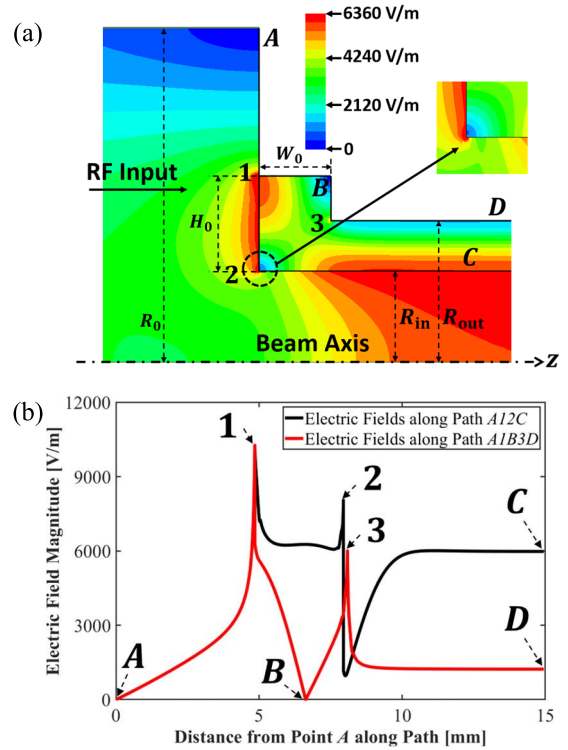 (a)
A
6360 V/m
4240 V/m
2120 V/m
0
W₀
RF Input
1
B
H₀
3
D
2
C
R₀
R_in
R_out
Beam Axis
z
(b)
12000
9000
6000
3000
0
Electric Field Magnitude [V/m]
Electric Fields along Path A12C
Electric Fields along Path A1B3D
1
2
3
C
A
B
D
0
5
10
15
Distance from Point A along Path [mm]